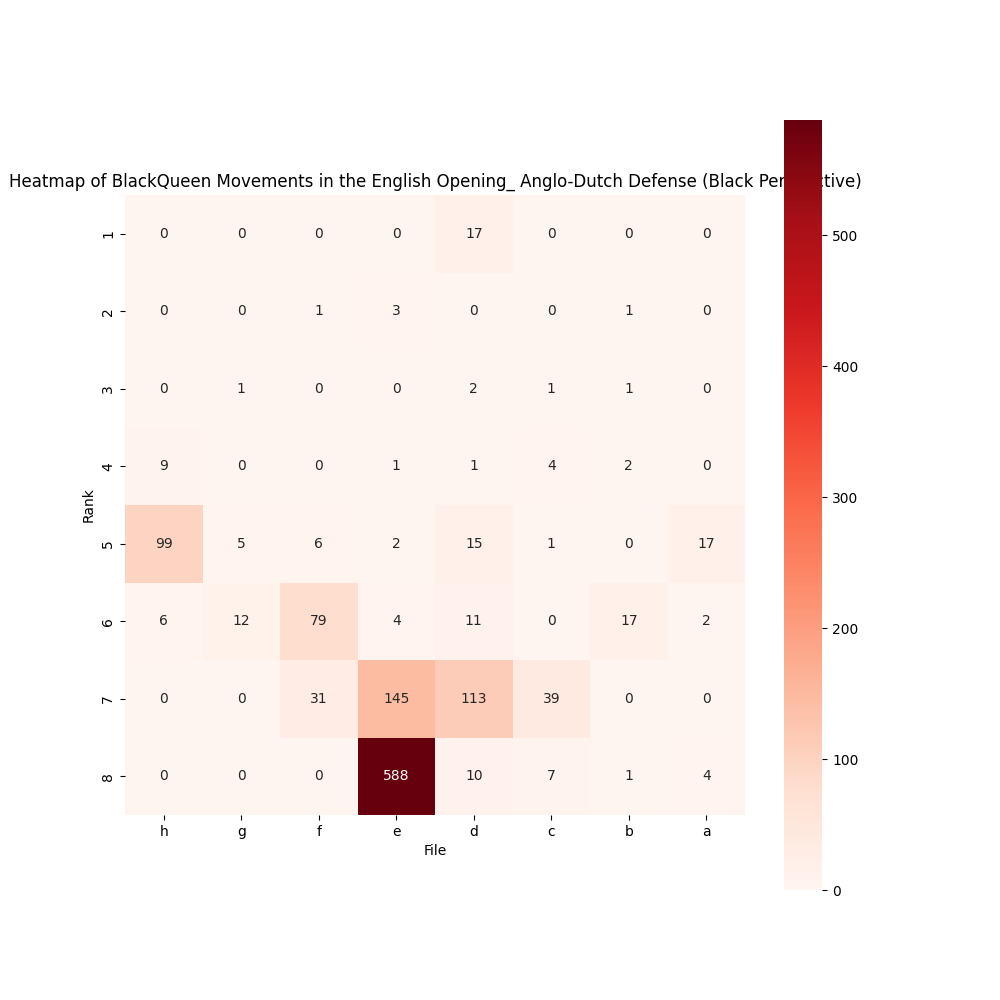 Heatmap of BlackQueen Movements in the English Opening_ Anglo-Dutch Defense (Black Perspective)
1 0 0 0 0 17 0 0 0
2 0 0 1 3 0 0 1 0
3 0 1 0 0 2 1 1 0
4 9 0 0 1 1 4 2 0
Rank
5 99 5 6 2 15 1 0 17
6 6 12 79 4 11 0 17 2
7 0 0 31 145 113 39 0 0
8 0 0 0 588 10 7 1 4
h g f e d c b a
File
500
400
300
200
100
0